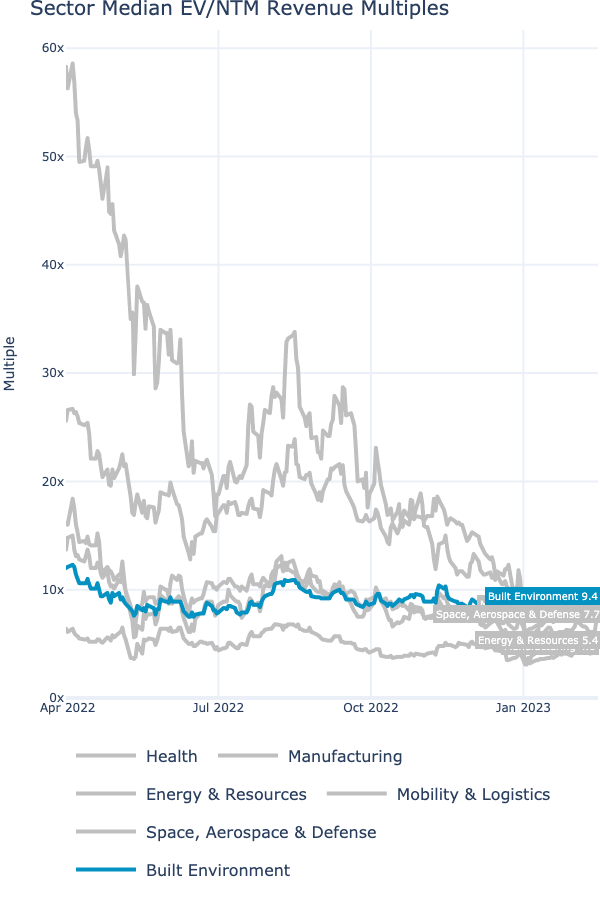 Sector Median EV/NTM Revenue Multiples
60x
50x
40x
30x
20x
10x
0x
Multiple
Built Environment 9.4
Space, Aerospace & Defense 7.7
Energy & Resources 5.4
Apr 2022 Jul 2022 Oct 2022 Jan 2023
Health Manufacturing
Energy & Resources Mobility & Logistics
Space, Aerospace & Defense
Built Environment